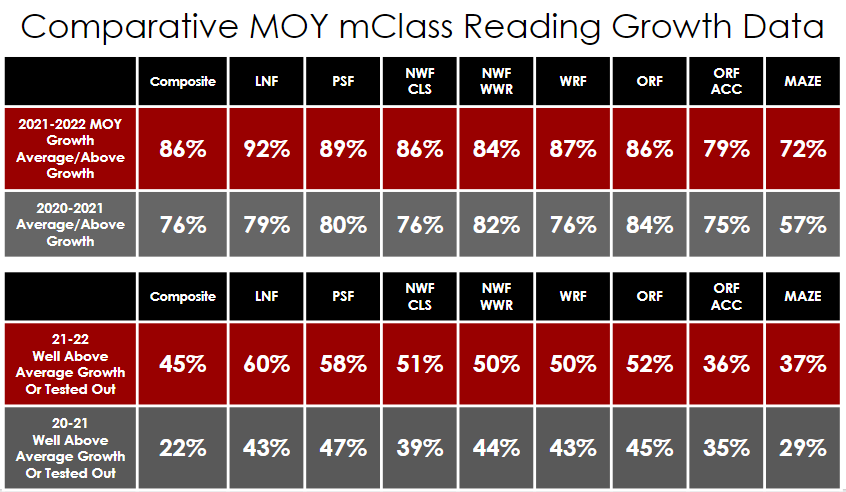 Comparative MOY mClass Reading Growth Data
Composite LNF PSF NWF CLS NWF WWR WRF ORF ORF ACC MAZE
2021-2022 MOY
Growth
Average/Above
Growth
86% 92% 89% 86% 84% 87% 86% 79% 72%
2020-2021
Average/Above
Growth
76% 79% 80% 76% 82% 76% 84% 75% 57%
Composite LNF PSF NWF CLS NWF WWR WRF ORF ORF ACC MAZE
21-22
Well Above
Average Growth
Or Tested Out
45% 60% 58% 51% 50% 50% 52% 36% 37%
20-21
Well Above
Average Growth
Or Tested Out
22% 43% 47% 39% 44% 43% 45% 35% 29%